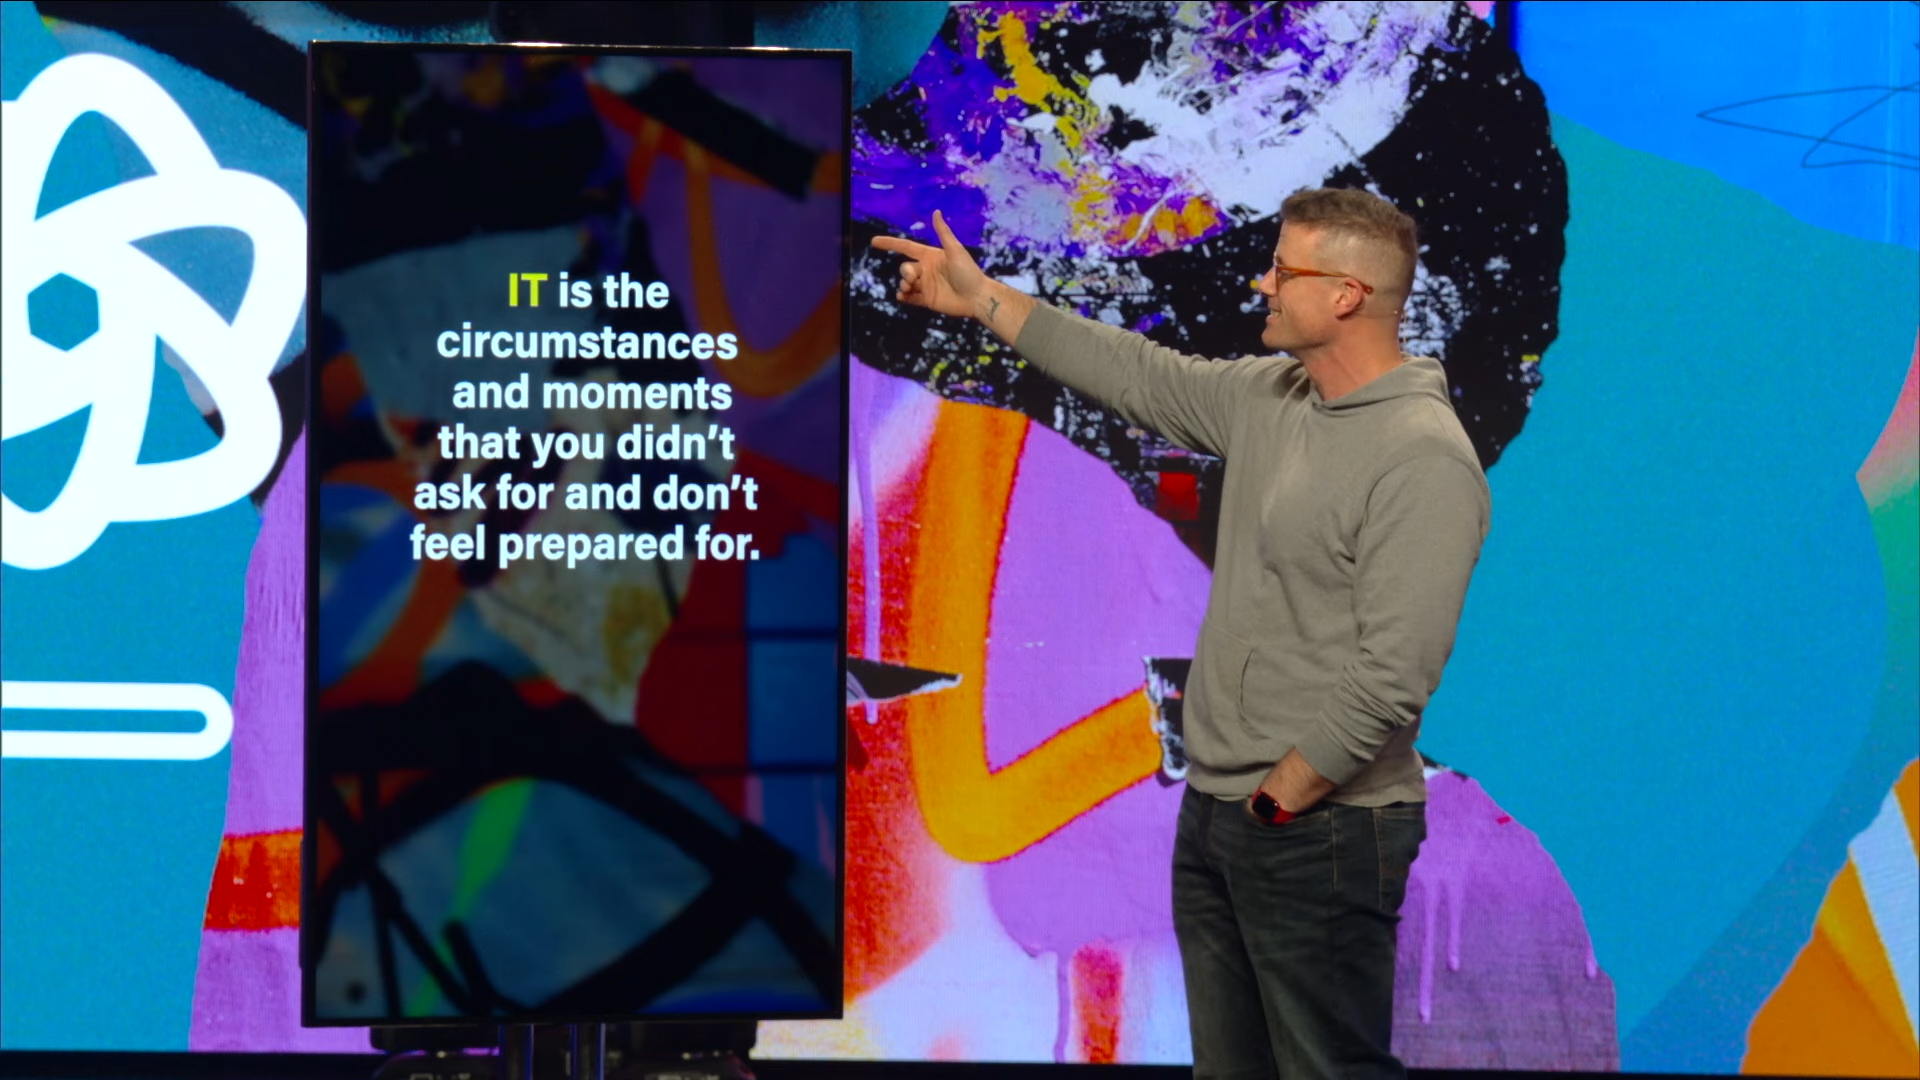 IT is the
circumstances
and moments
that you didn’t
ask for and don’t
feel prepared for.